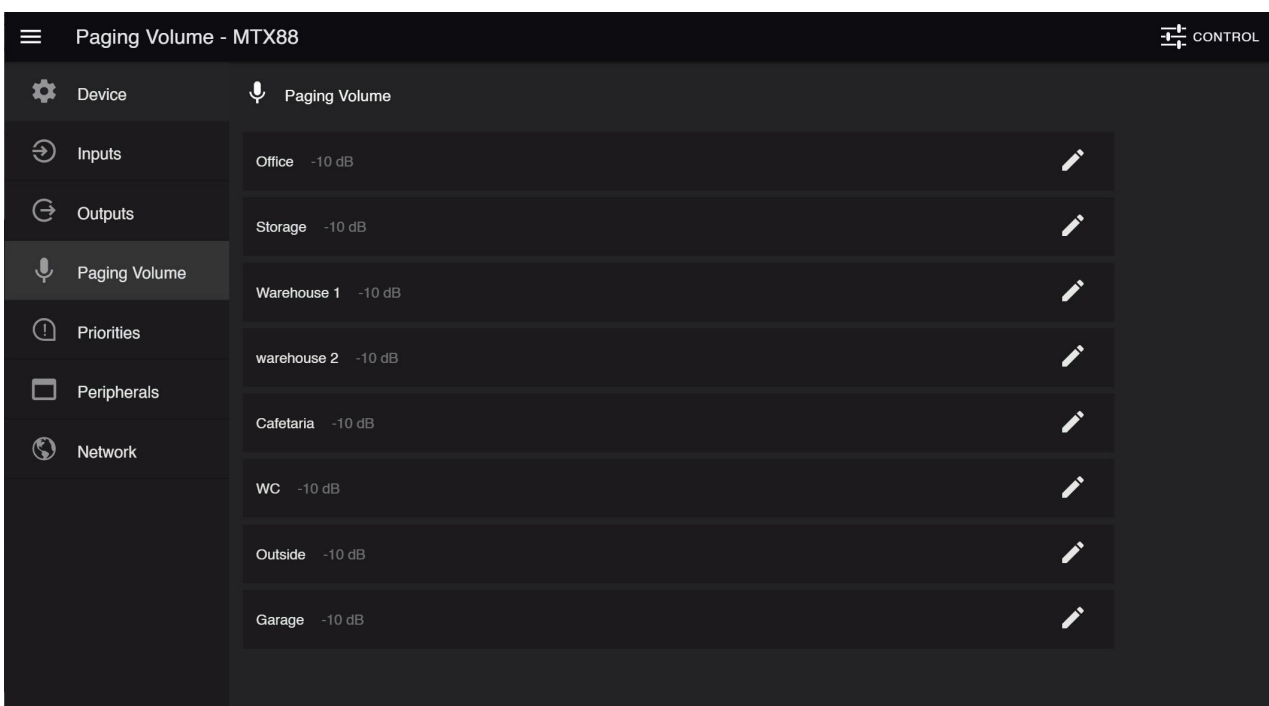 Paging Volume - MTX88
CONTROL
Device
Inputs
Outputs
Paging Volume
Priorities
Peripherals
Network
Paging Volume
Office -10 dB
Storage -10 dB
Warehouse 1 -10 dB
warehouse 2 -10 dB
Cafetaria -10 dB
WC -10 dB
Outside -10 dB
Garage -10 dB